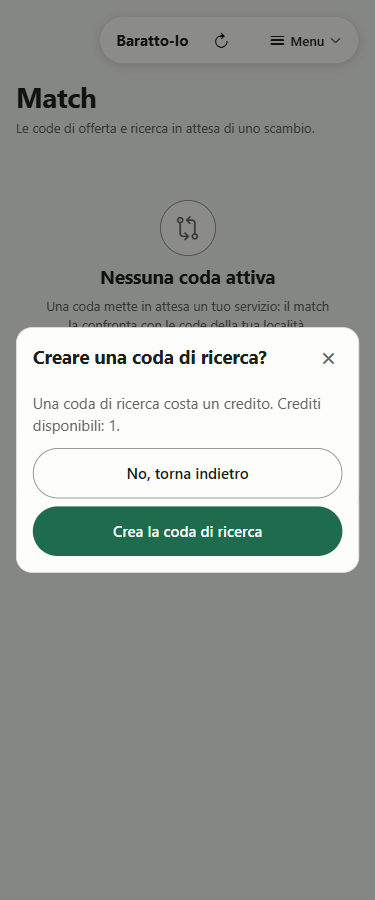 Baratto-lo
Menu
Match
Le code di offerta e ricerca in attesa di uno scambio.
Nessuna coda attiva
Una coda mette in attesa un tuo servizio: il match
la confronta con le code della tua località
Creare una coda di ricerca?
Una coda di ricerca costa un credito. Crediti
disponibili: 1.
No, torna indietro
Crea la coda di ricerca